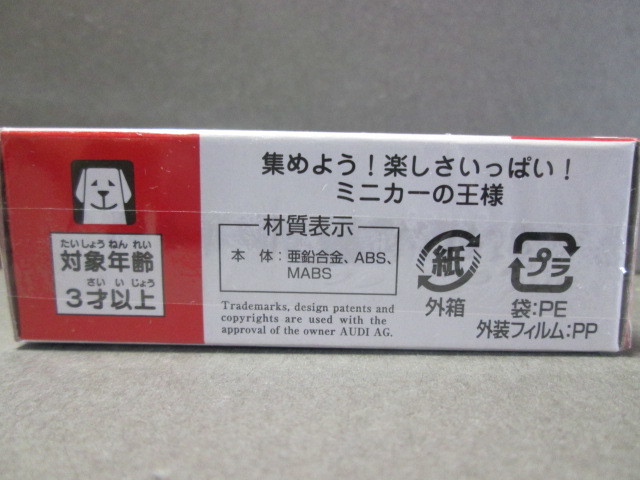 集めよう！楽しさいっぱい！
ミニカーの王様
たいしょうねんれい
対象年齢
さいいじょう
3才以上
材質表示
本 体：亜鉛合金、ABS、
MABS
Trademarks, design patents and
copyrights are used with the
approval of the owner AUDI AG.
紙
外箱
プラ
袋:PE
外装フィルム:PP